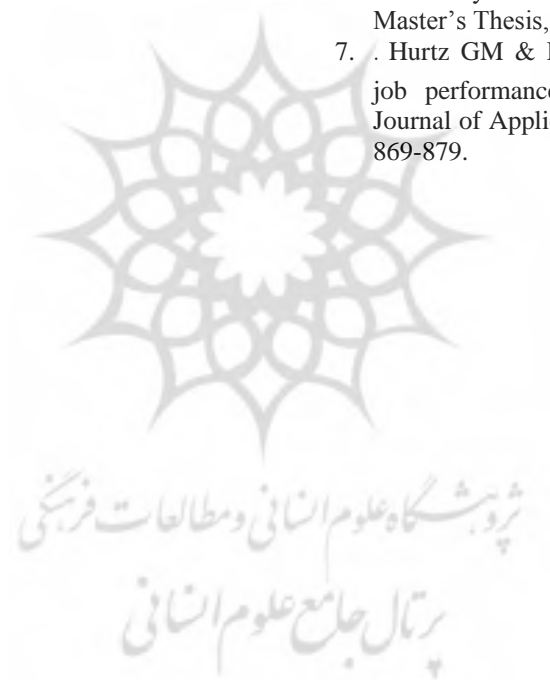 Master's Thesis,
7. . Hurtz GM &
job performance
Journal of Applie
869-879.
پژوهشگاه علوم انسانی و مطالعات فرهنگی
پرتال جامع علوم انسانی